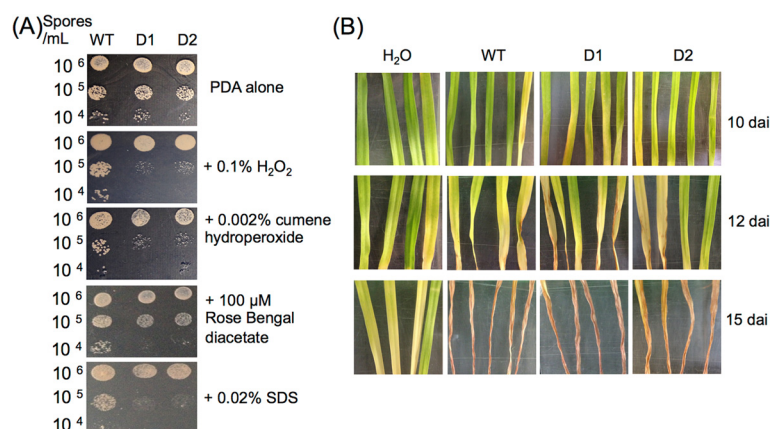 (A) Spores
/mL WT D1 D2
10 6
10 5
10 4
PDA alone
10 6
10 5
10 4
+ 0.1% H2O2
10 6
10 5
10 4
+ 0.002% cumene
hydroperoxide
10 6
10 5
10 4
+ 100 µM
Rose Bengal
diacetate
10 6
10 5
10 4
+ 0.02% SDS
(B)
H2O WT D1 D2
10 dai
12 dai
15 dai